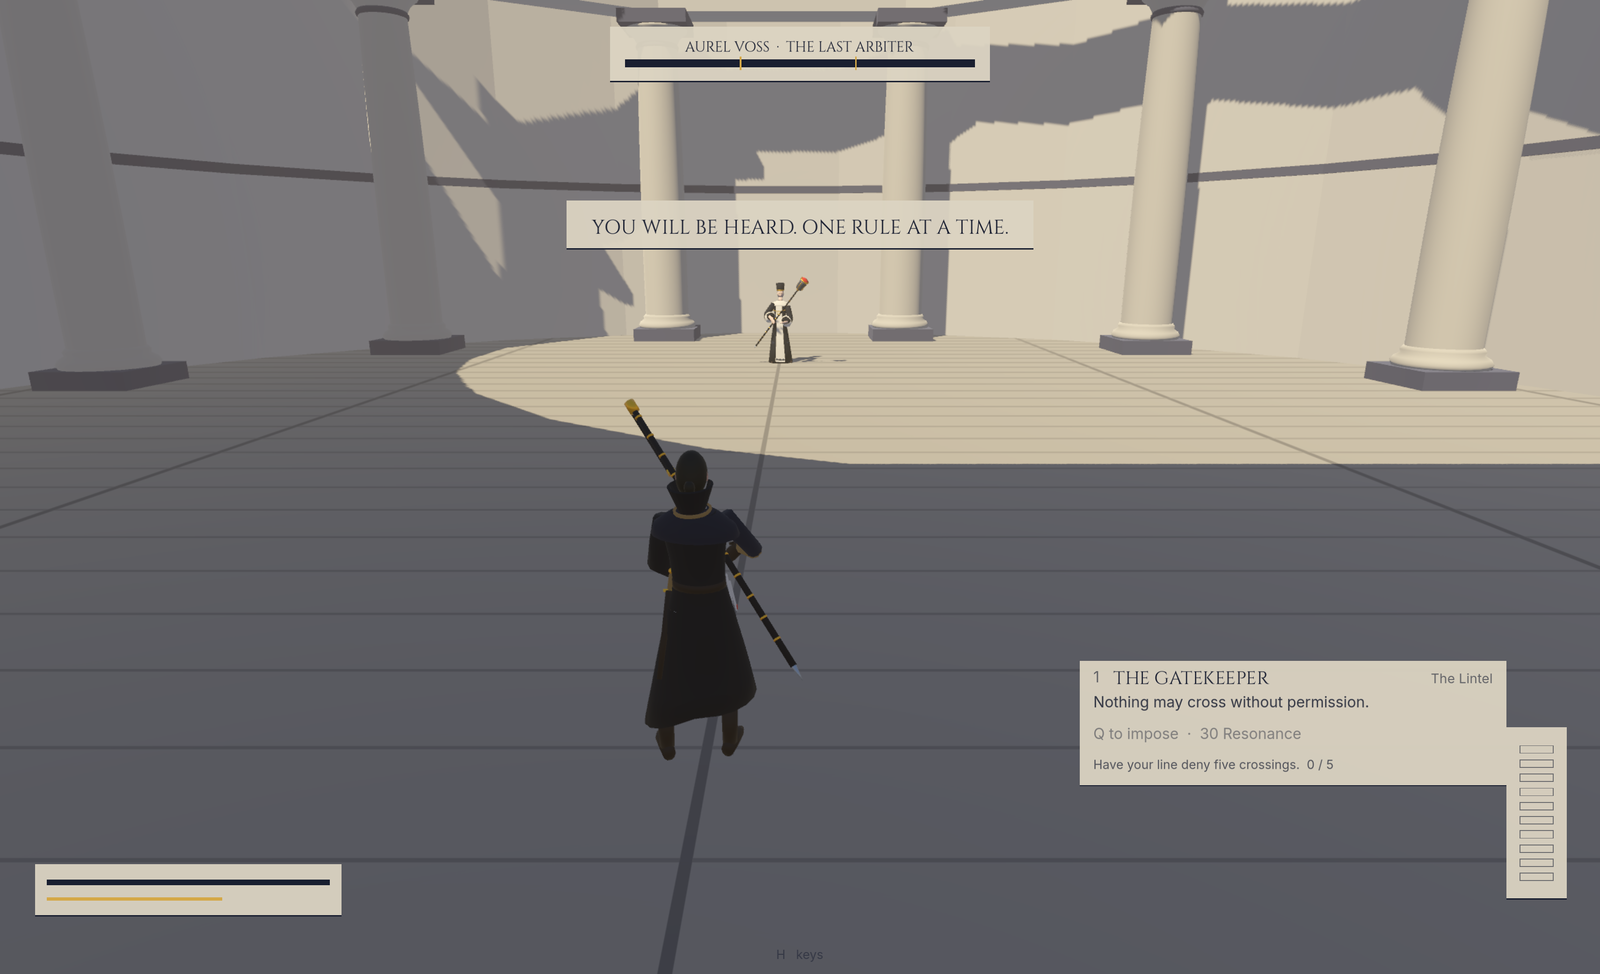 AUREL VOSS · THE LAST ARBITER
YOU WILL BE HEARD. ONE RULE AT A TIME.
1 THE GATEKEEPER The Lintel
Nothing may cross without permission.
Q to impose · 30 Resonance
Have your line deny five crossings. 0 / 5
H keys